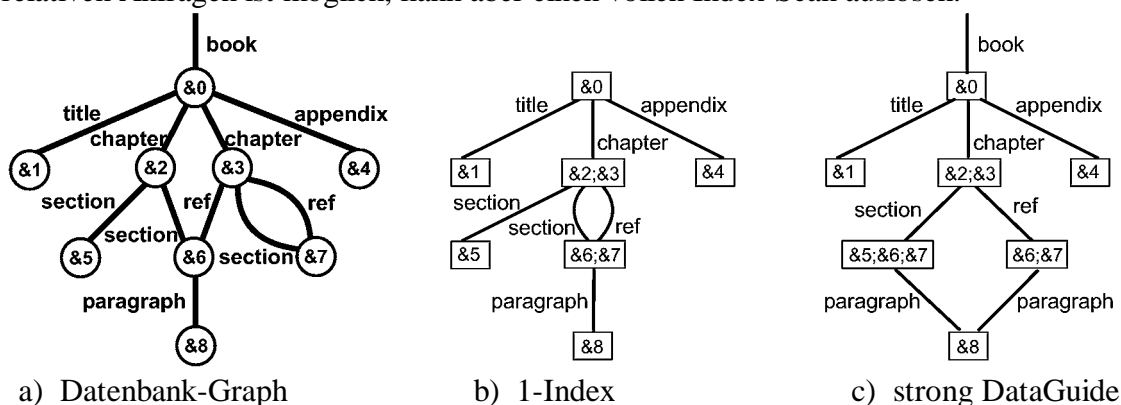 relativen Anfragen ist möglich, kann aber einen vollen Index-Scan auslösen.
book
&0
title
chapter
chapter
appendix
&1
&2
&3
&4
section
section
ref
ref
&5
&6
section
&7
paragraph
&8
a) Datenbank-Graph
&0
title
appendix
chapter
&1
&2;&3
&4
section
section
ref
&5
&6;&7
paragraph
&8
b) 1-Index
book
&0
title
appendix
chapter
&1
&2;&3
&4
section
ref
&5;&6;&7
&6;&7
paragraph
paragraph
&8
c) strong DataGuide